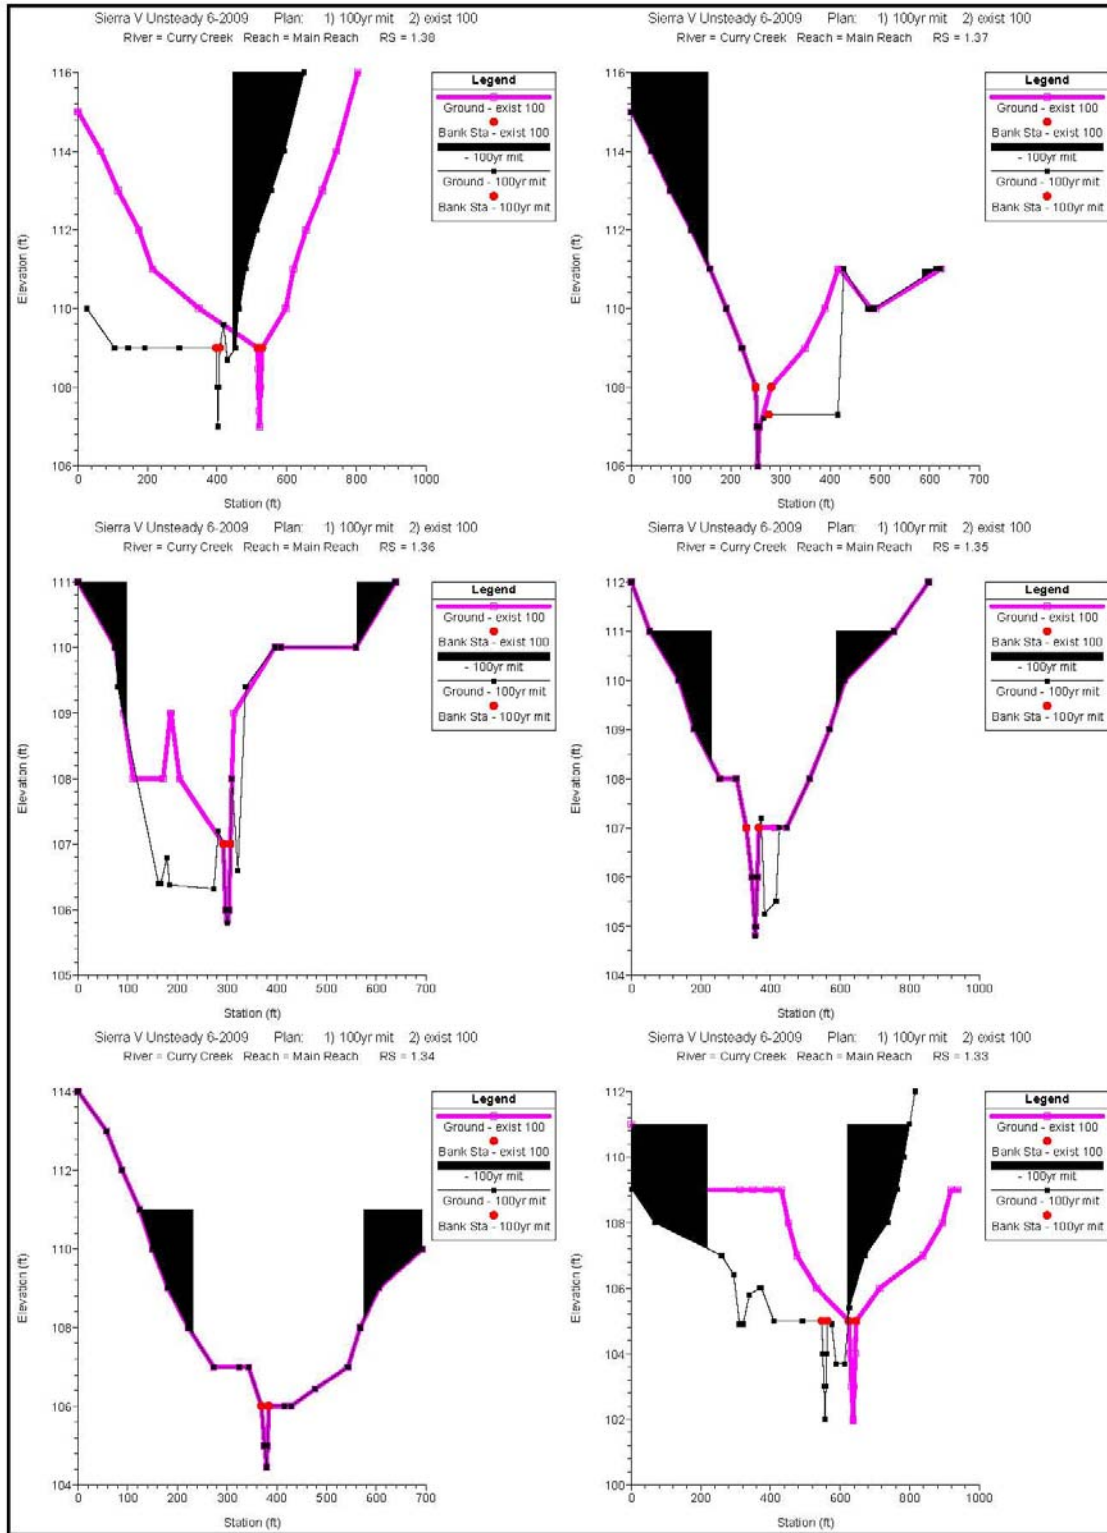 Sierra V Unsteady 6-2009 Plan: 1) 100yr mit 2) exist 100
River = Curry Creek Reach = Main Reach RS = 1.38
116
114
112
110
108
106
Elevation (ft)
0 200 400 600 800 1000
Station (ft)
Legend
Ground - exist 100
Bank Sta - exist 100
- 100yr mit
Ground - 100yr mit
Bank Sta - 100yr mit
Sierra V Unsteady 6-2009 Plan: 1) 100yr mit 2) exist 100
River = Curry Creek Reach = Main Reach RS = 1.37
116
114
112
110
108
106
Elevation (ft)
0 100 200 300 400 500 600 700
Station (ft)
Legend
Ground - exist 100
Bank Sta - exist 100
- 100yr mit
Ground - 100yr mit
Bank Sta - 100yr mit
Sierra V Unsteady 6-2009 Plan: 1) 100yr mit 2) exist 100
River = Curry Creek Reach = Main Reach RS = 1.36
111
110
109
108
107
106
105
Elevation (ft)
0 100 200 300 400 500 600 700
Station (ft)
Legend
Ground - exist 100
Bank Sta - exist 100
- 100yr mit
Ground - 100yr mit
Bank Sta - 100yr mit
Sierra V Unsteady 6-2009 Plan: 1) 100yr mit 2) exist 100
River = Curry Creek Reach = Main Reach RS = 1.35
112
111
110
109
108
107
106
105
104
Elevation (ft)
0 200 400 600 800 1000
Station (ft)
Legend
Ground - exist 100
Bank Sta - exist 100
- 100yr mit
Ground - 100yr mit
Bank Sta - 100yr mit
Sierra V Unsteady 6-2009 Plan: 1) 100yr mit 2) exist 100
River = Curry Creek Reach = Main Reach RS = 1.34
114
112
110
108
106
104
Elevation (ft)
0 100 200 300 400 500 600 700
Station (ft)
Legend
Ground - exist 100
Bank Sta - exist 100
- 100yr mit
Ground - 100yr mit
Bank Sta - 100yr mit
Sierra V Unsteady 6-2009 Plan: 1) 100yr mit 2) exist 100
River = Curry Creek Reach = Main Reach RS = 1.33
112
110
108
106
104
102
100
Elevation (ft)
0 200 400 600 800 1000
Station (ft)
Legend
Ground - exist 100
Bank Sta - exist 100
- 100yr mit
Ground - 100yr mit
Bank Sta - 100yr mit